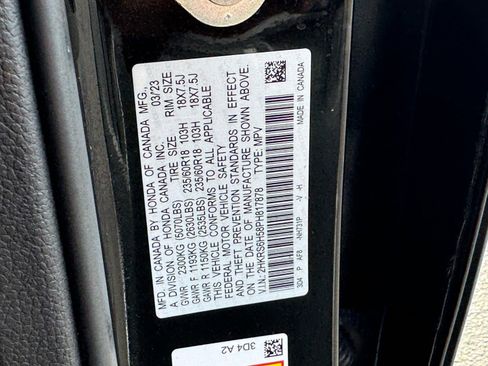 MFD. IN CANADA BY HONDA OF CANADA MFG., 03/23
A DIVISION OF HONDA CANADA INC.
TIRE SIZE RIM SIZE
GVWR 2300KG (5070LBS)
GAWR F 1193KG (2630LBS) 235/60R18 103H 18X7.5J
GAWR R 1150KG (2535LBS) 235/60R18 103H 18X7.5J
THIS VEHICLE CONFORMS TO ALL APPLICABLE
FEDERAL MOTOR VEHICLE SAFETY
AND THEFT PREVENTION STANDARDS IN EFFECT
ON THE DATE OF MANUFACTURE SHOWN ABOVE.
V.I.N.: 2HKRS6H58PH817878 TYPE: MPV
3D4 P AF8 -NHT31P -V -H MADE IN CANADA
3D4 A2